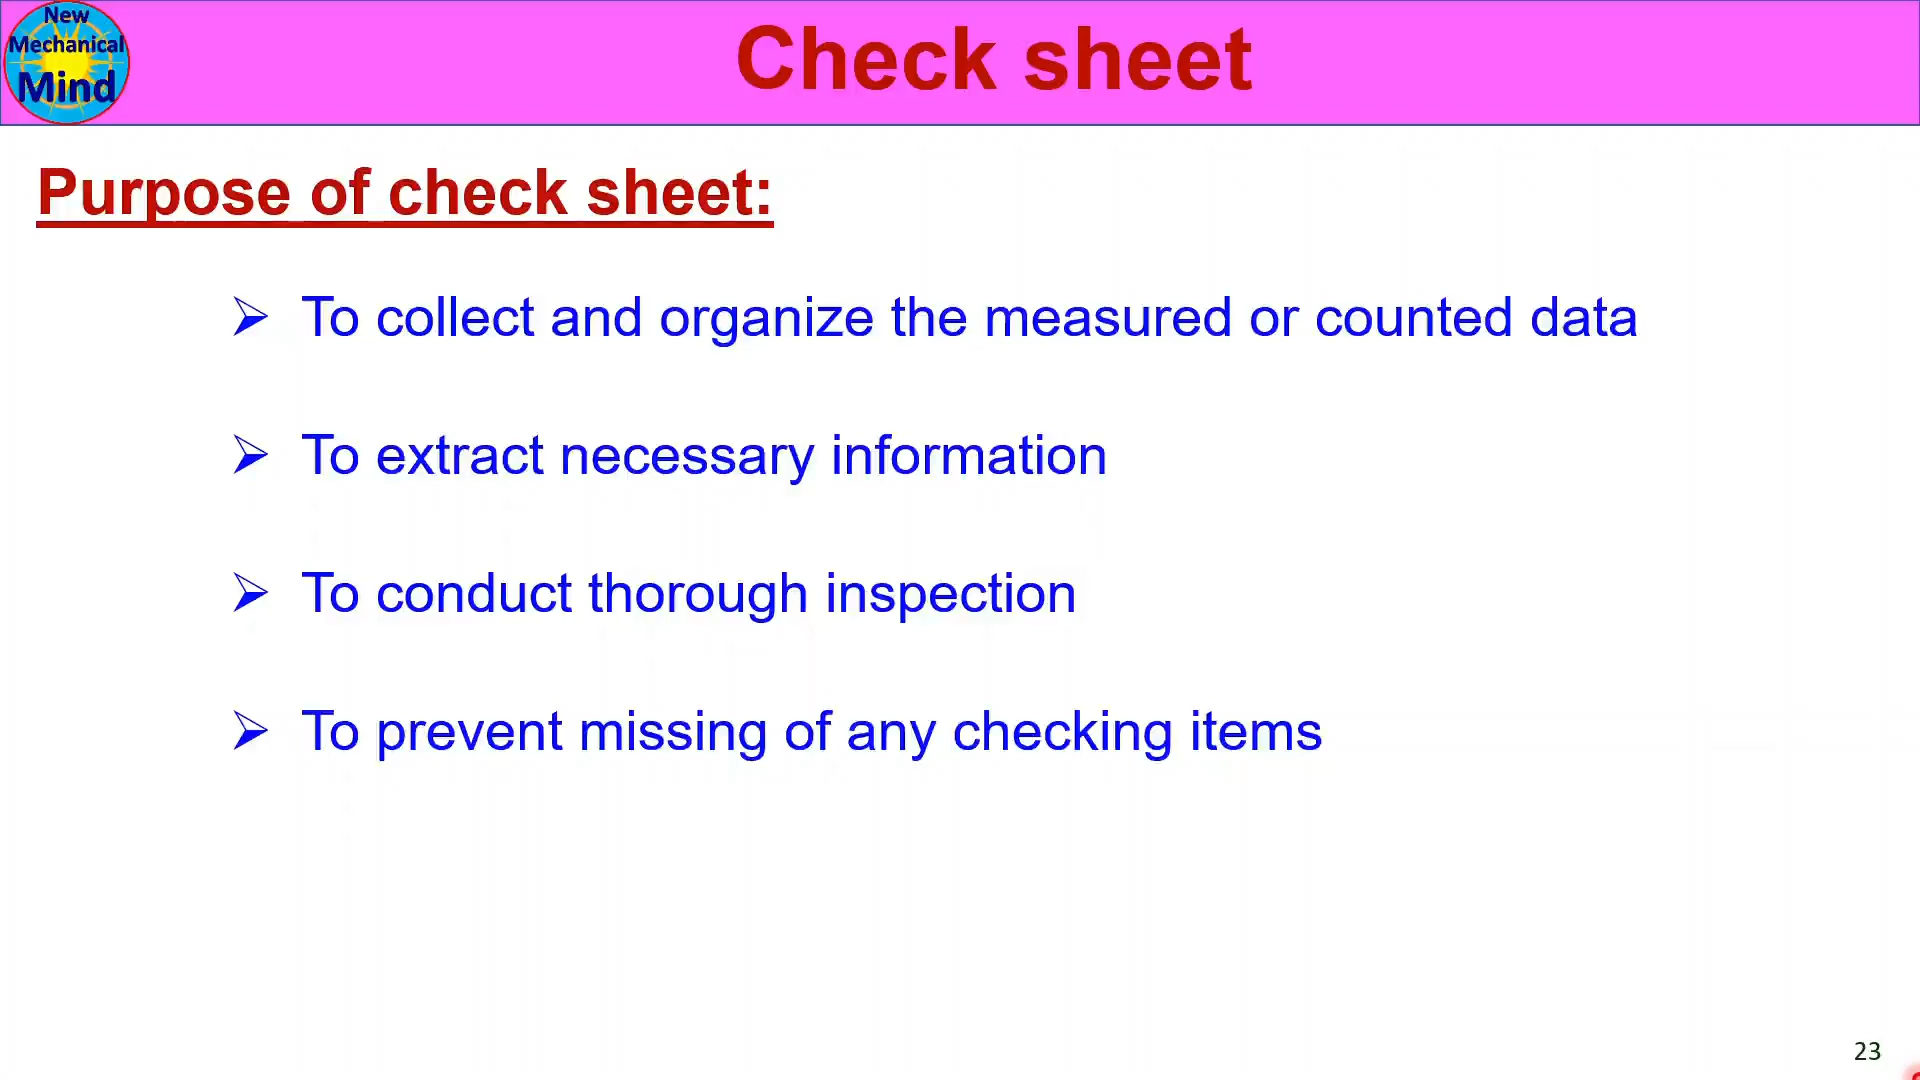 New
Mechanical
Mind
Check sheet
Purpose of check sheet:
➢ To collect and organize the measured or counted data
➢ To extract necessary information
➢ To conduct thorough inspection
➢ To prevent missing of any checking items
23